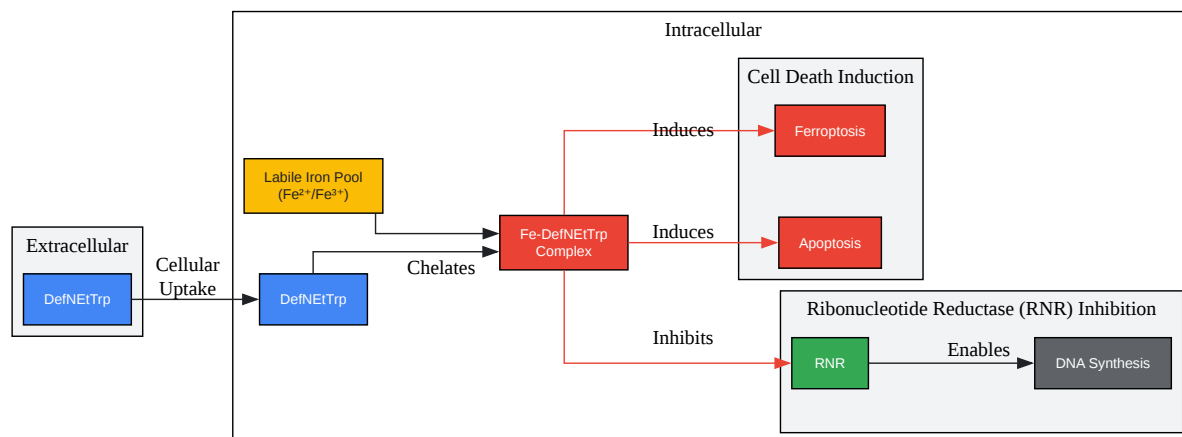 Intracellular
Cell Death Induction
Induces
Ferroptosis
Labile Iron Pool
(Fe²⁺/Fe³⁺)
Extracellular
DefNEtTrp
Cellular
Uptake
DefNEtTrp
Chelates
Fe-DefNEtTrp
Complex
Induces
Apoptosis
Ribonucleotide Reductase (RNR) Inhibition
Inhibits
RNR
Enables
DNA Synthesis